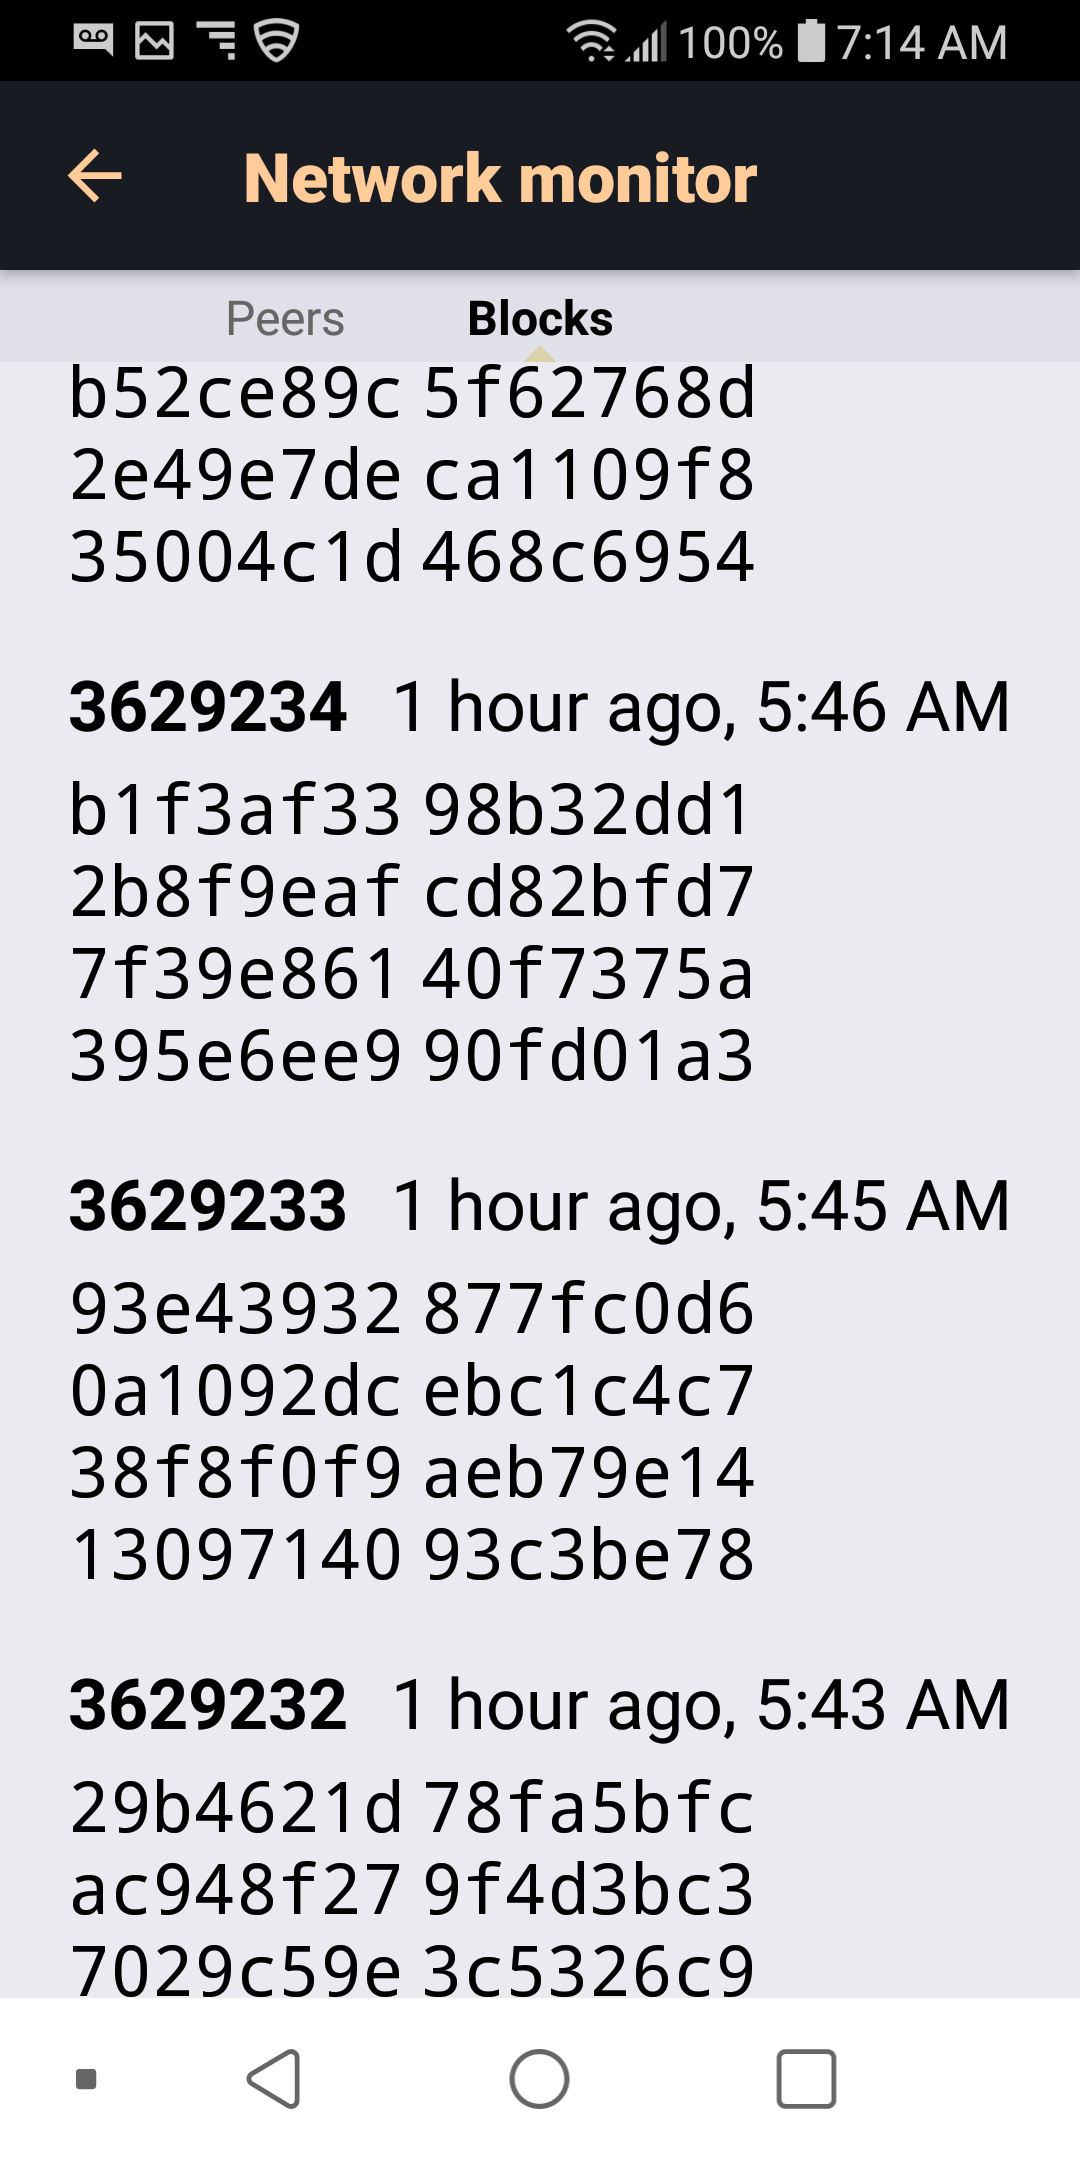 100% 7:14 AM
Network monitor
Peers Blocks
b52ce89c 5f62768d
2e49e7de ca1109f8
35004c1d 468c6954
3629234 1 hour ago, 5:46 AM
b1f3af33 98b32dd1
2b8f9eaf cd82bfd7
7f39e861 40f7375a
395e6ee9 90fd01a3
3629233 1 hour ago, 5:45 AM
93e43932 877fc0d6
0a1092dc ebc1c4c7
38f8f0f9 aeb79e14
13097140 93c3be78
3629232 1 hour ago, 5:43 AM
29b4621d 78fa5bfc
ac948f27 9f4d3bc3
7029c59e 3c5326c9